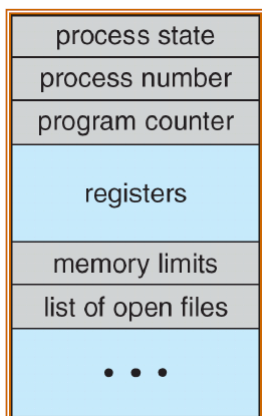 process state
process number
program counter
registers
memory limits
list of open files
• • •